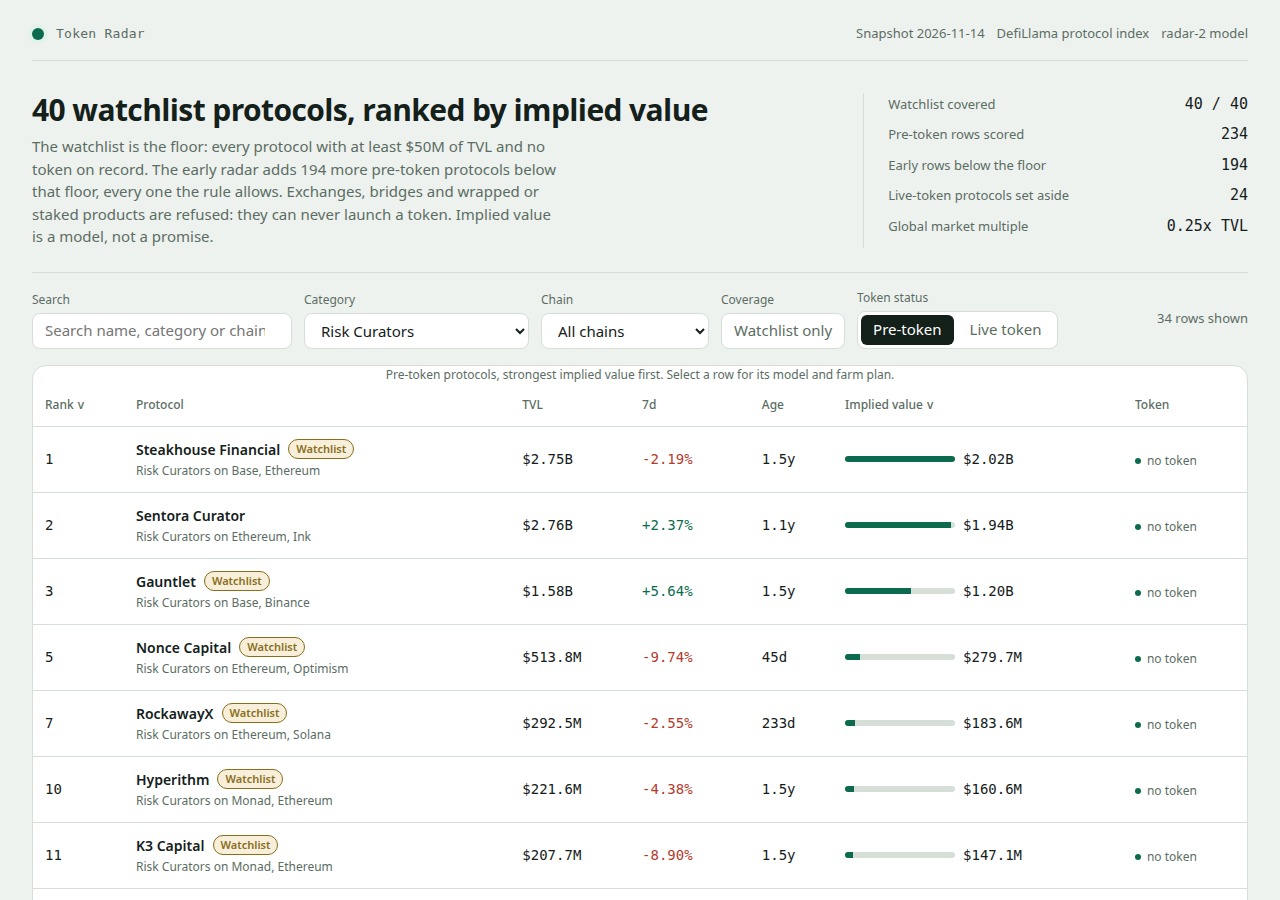 Token Radar
Snapshot 2026-11-14 DefiLlama protocol index radar-2 model
40 watchlist protocols, ranked by implied value
The watchlist is the floor: every protocol with at least $50M of TVL and no
token on record. The early radar adds 194 more pre-token protocols below
that floor, every one the rule allows. Exchanges, bridges and wrapped or
staked products are refused: they can never launch a token. Implied value
is a model, not a promise.
Watchlist covered 40 / 40
Pre-token rows scored 234
Early rows below the floor 194
Live-token protocols set aside 24
Global market multiple 0.25x TVL
Search Category Chain Coverage Token status
Search name, category or chain Risk Curators All chains Watchlist only Pre-token Live token 34 rows shown
Pre-token protocols, strongest implied value first. Select a row for its model and farm plan.
Rank v Protocol TVL 7d Age Implied value v Token
1 Steakhouse Financial Watchlist $2.75B -2.19% 1.5y $2.02B no token
Risk Curators on Base, Ethereum
2 Sentora Curator $2.76B +2.37% 1.1y $1.94B no token
Risk Curators on Ethereum, Ink
3 Gauntlet Watchlist $1.58B +5.64% 1.5y $1.20B no token
Risk Curators on Base, Binance
5 Nonce Capital Watchlist $513.8M -9.74% 45d $279.7M no token
Risk Curators on Ethereum, Optimism
7 RockawayX Watchlist $292.5M -2.55% 233d $183.6M no token
Risk Curators on Ethereum, Solana
10 Hyperithm Watchlist $221.6M -4.38% 1.5y $160.6M no token
Risk Curators on Monad, Ethereum
11 K3 Capital Watchlist $207.7M -8.90% 1.5y $147.1M no token
Risk Curators on Monad, Ethereum